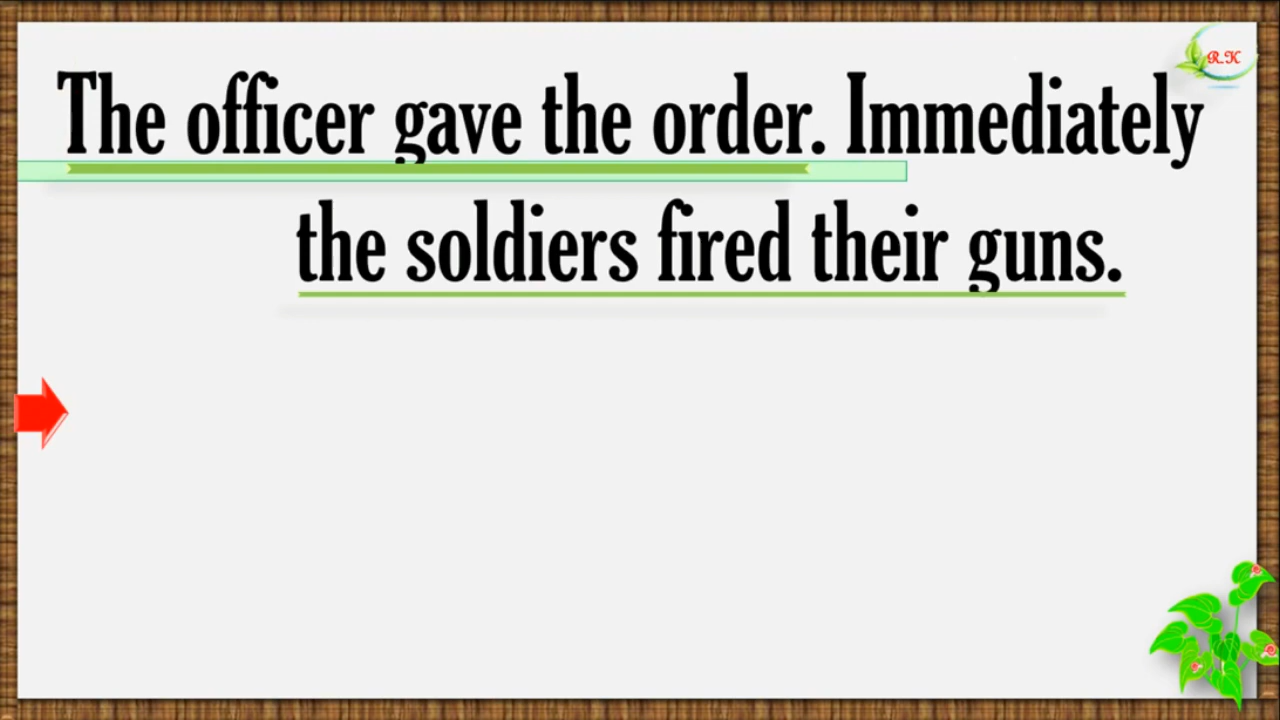 The officer gave the order. Immediately
the soldiers fired their guns.
R.K